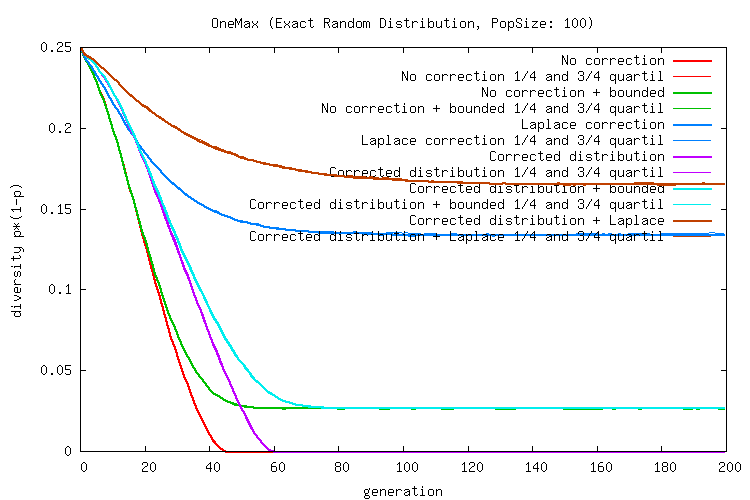 OneMax (Exact Random Distribution, PopSize: 100)
0.25
0.2
0.15
0.1
0.05
0
diversity p*(1-p)
No correction
No correction 1/4 and 3/4 quartil
No correction + bounded
No correction + bounded 1/4 and 3/4 quartil
Laplace correction
Laplace correction 1/4 and 3/4 quartil
Corrected distribution
Corrected distribution 1/4 and 3/4 quartil
Corrected distribution + bounded
Corrected distribution + bounded 1/4 and 3/4 quartil
Corrected distribution + Laplace
Corrected distribution + Laplace 1/4 and 3/4 quartil
0 20 40 60 80 100 120 140 160 180 200
generation